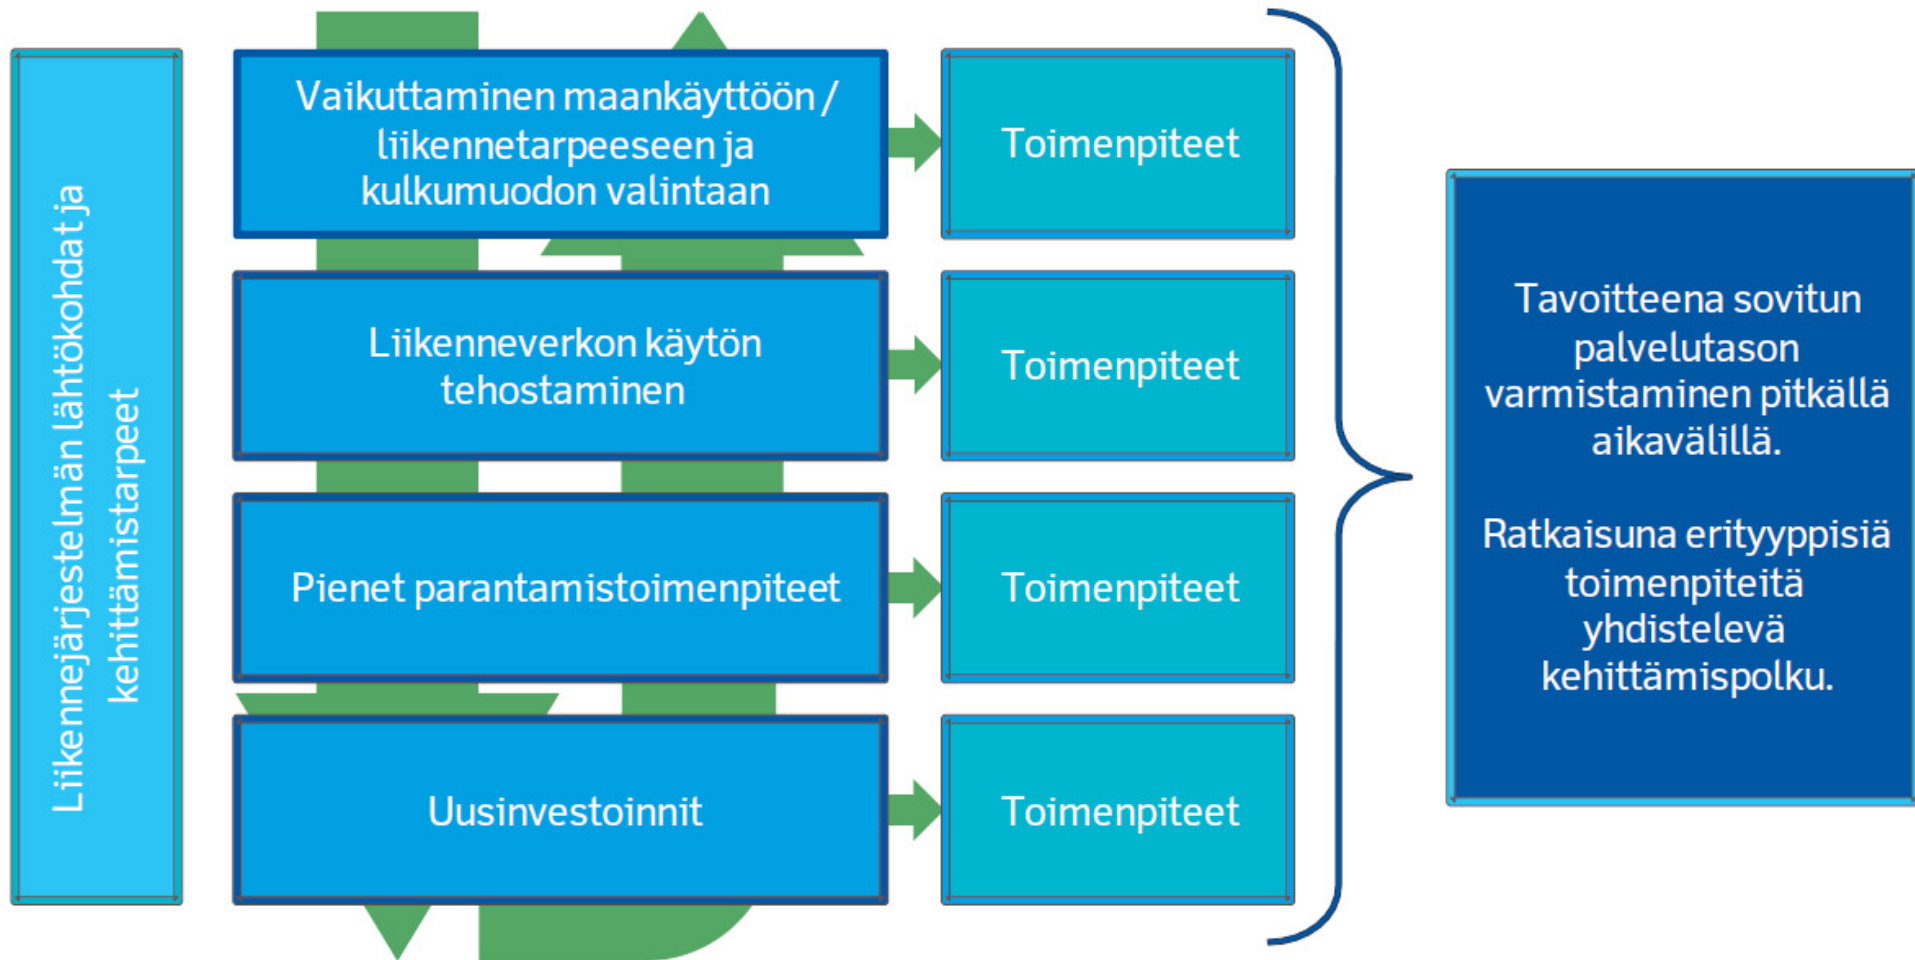 Liikennejärjestelmän lähtökohdat ja
kehittämistarpeet
Vaikuttaminen maankäyttöön /
liikennetarpeeseen ja
kulkumuodon valintaan
Toimenpiteet
Liikenneverkon käytön
tehostaminen
Toimenpiteet
Pienet parantamistoimenpiteet
Toimenpiteet
Uusinvestoinnit
Toimenpiteet
Tavoitteena sovitun
palvelutason
varmistaminen pitkällä
aikavälillä.
Ratkaisuna erityyppisiä
toimenpiteitä
yhdistelevä
kehittämispolku.